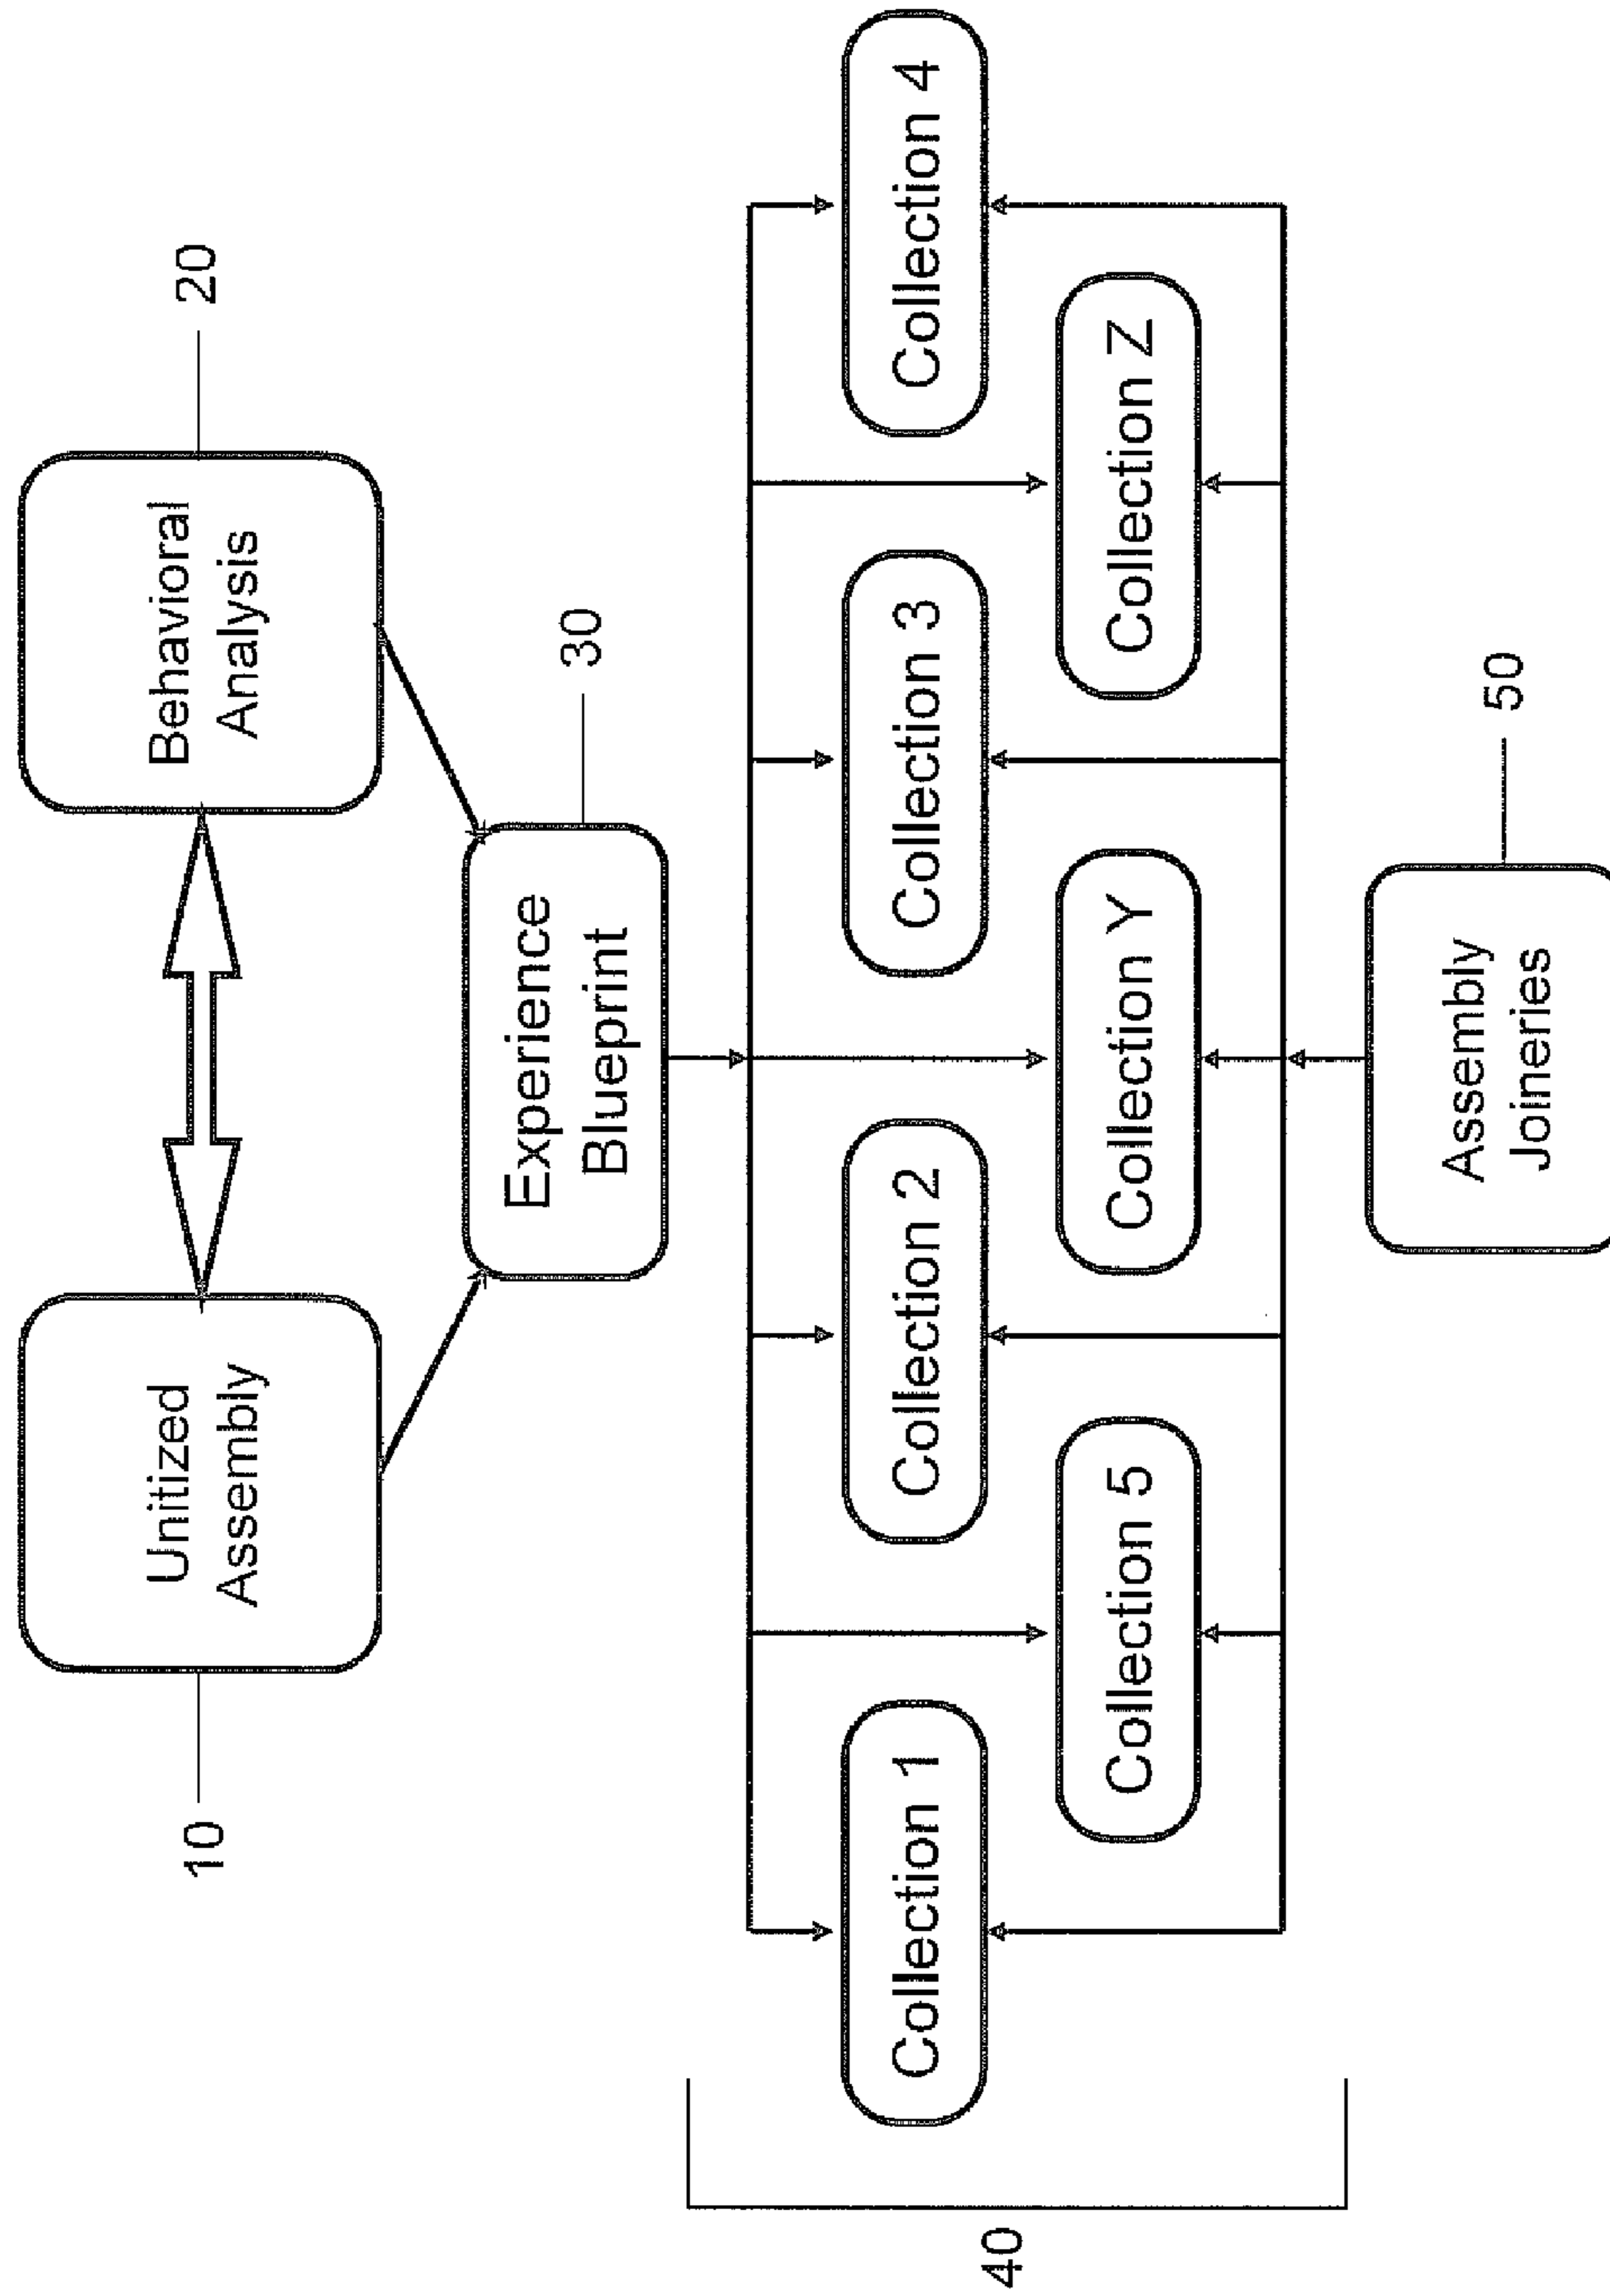 10
Unitized
Assembly
Behavioral
Analysis
20
Experience
Blueprint
30
40
Collection 1
Collection 2
Collection 3
Collection 4
Collection 5
Collection Y
Collection Z
Assembly
Joineries
50